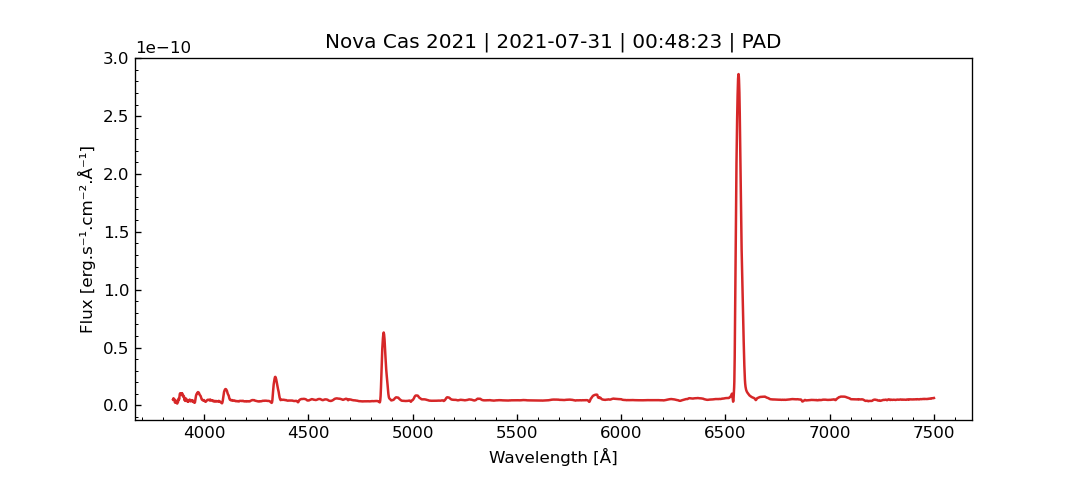 Nova Cas 2021 | 2021-07-31 | 00:48:23 | PAD
1e−10
3.0
2.5
2.0
1.5
1.0
0.5
0.0
Flux [erg.s⁻¹.cm⁻².Å⁻¹]
4000 4500 5000 5500 6000 6500 7000 7500
Wavelength [Å]